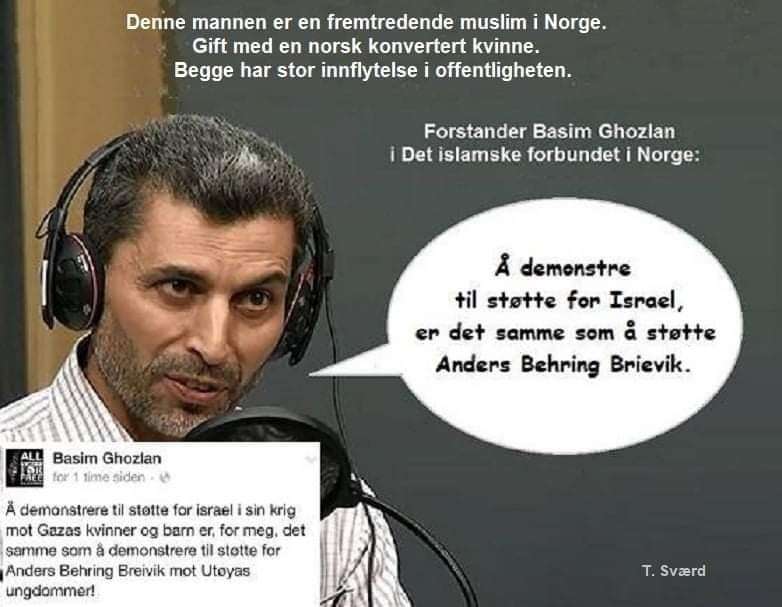 Denne mannen er en fremtredende muslim i Norge.
Gift med en norsk konvertert kvinne.
Begge har stor innflytelse i offentligheten.
Forstander Basim Ghozlan
i Det islamske forbundet i Norge:
Å demonstre
til støtte for Israel,
er det samme som å støtte
Anders Behring Brievik.
ALL
FOR
FREE
Basim Ghozlan
for 1 time siden
Å demonstrere til støtte for israel i sin krig
mot Gazas kvinner og barn er, for meg, det
samme som å demonstrere til støtte for
Anders Behring Breivik mot Utøyas
ungdommer!
T. Sværd